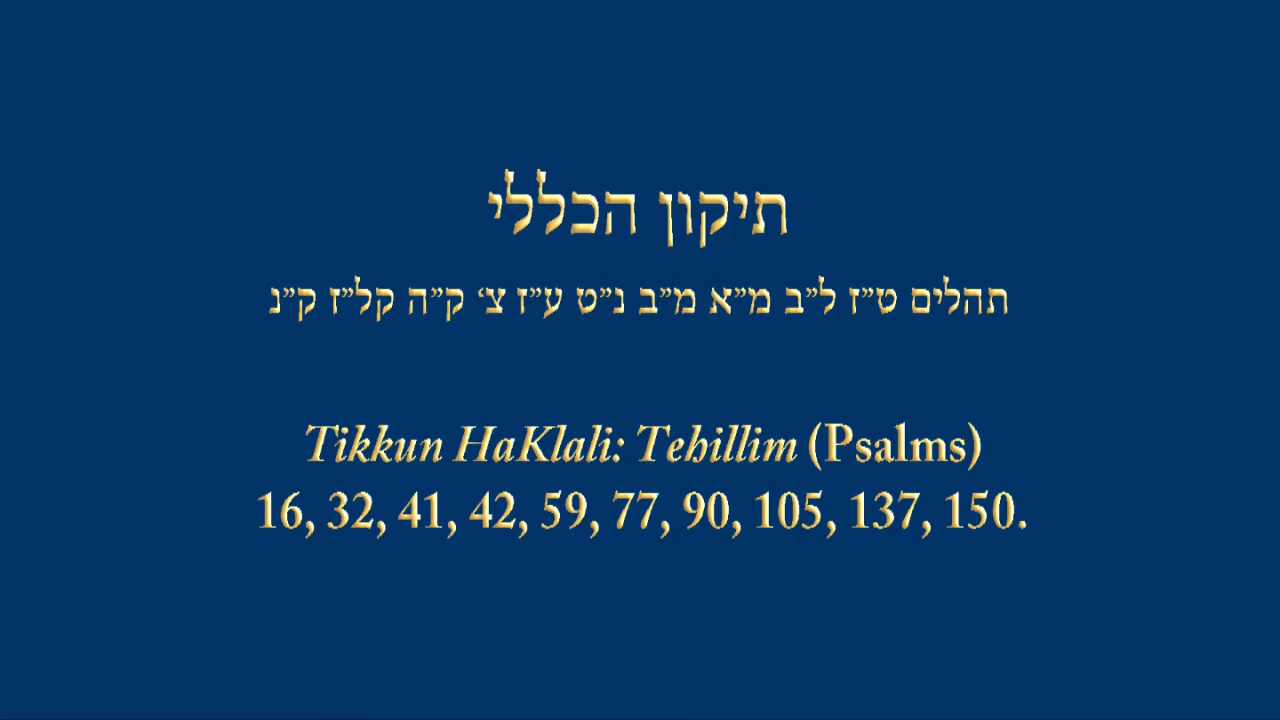 תיקון הכללי
תהלים ט”ז ל”ב מ”א מ”ב נ”ט ע”ז צ‘ ק”ה קל”ז ק”נ
Tikkun HaKlali: Tehillim (Psalms)
16, 32, 41, 42, 59, 77, 90, 105, 137, 150.